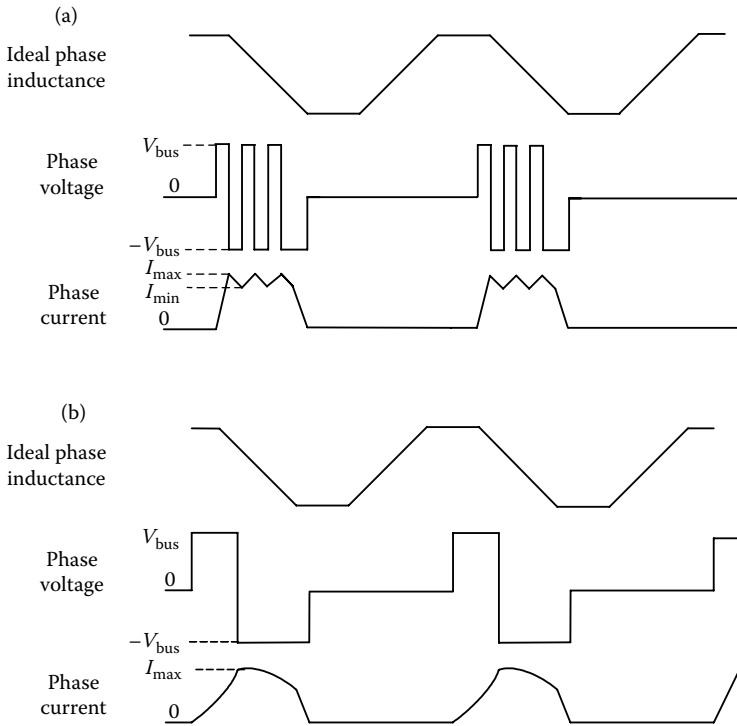 (a)
Ideal phase
inductance
V_bus
Phase
voltage
0
−V_bus
I_max
Phase
current
I_min
0
(b)
Ideal phase
inductance
V_bus
Phase
voltage
0
−V_bus
I_max
Phase
current
0